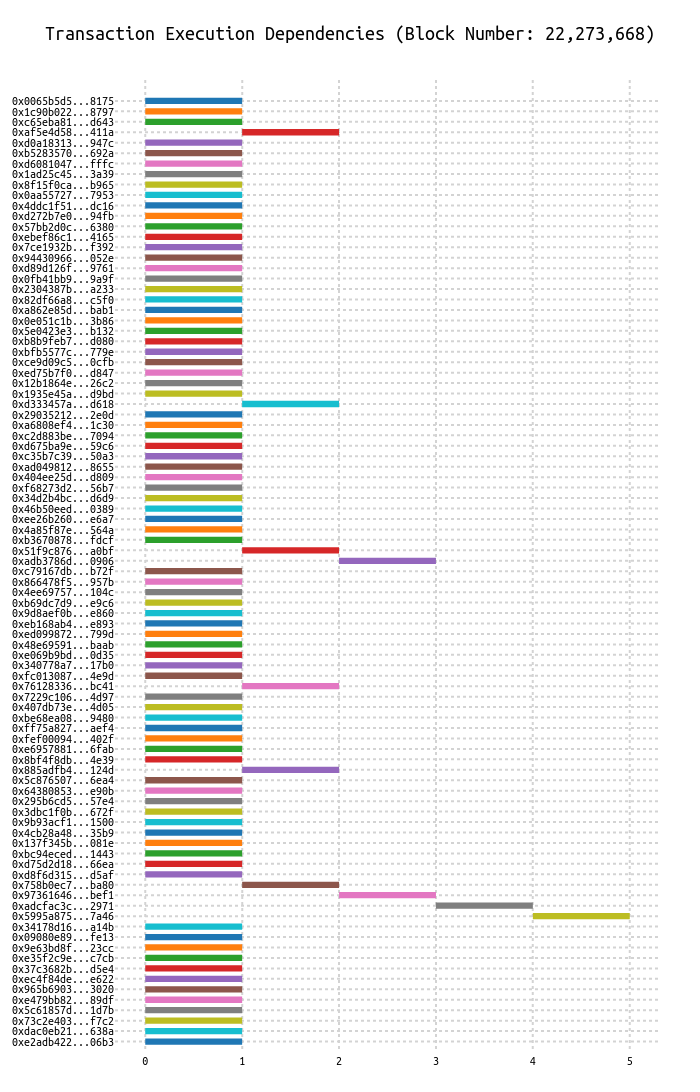 Transaction Execution Dependencies (Block Number: 22,273,668)
0x0065b5d5...8175
0x1c90b022...8797
0xc65eba81...d643
0xaf5e4d58...411a
0xd0a18313...947c
0xb5283570...692a
0xd6081047...fffc
0x1ad25c45...3a39
0x8f15f0ca...b965
0x0aa55727...7953
0x4ddc1f51...dc16
0xd272b7e0...94fb
0x57bb2d0c...6380
0xebef86c1...4165
0x7ce1932b...f392
0x94430966...052e
0xd89d126f...9761
0x0fb41bb9...9a9f
0x2304387b...a233
0x82df66a8...c5f0
0xa862e85d...bab1
0x0e051c1b...3b86
0x5e0423e3...b132
0xb8b9feb7...d080
0xbfb5577c...779e
0xce9d09c5...0cfb
0xed75b7f0...d847
0x12b1864e...26c2
0x1935e45a...d9bd
0xd333457a...d618
0x29035212...2e0d
0xa6808ef4...1c30
0xc2d883be...7094
0xd675ba9e...59c6
0xc35b7c39...50a3
0xad049812...8655
0x404ee25d...d809
0xf68273d2...56b7
0x34d2b4bc...d6d9
0x46b50eed...0389
0xee26b260...e6a7
0x4a85f87e...564a
0xb3670878...fdcf
0x51f9c876...a0bf
0xadb3786d...0906
0xc79167db...b72f
0x866478f5...957b
0x4ee69757...104c
0xb69dc7d9...e9c6
0x9d8aef0b...e860
0xeb168ab4...e893
0xed099872...799d
0x48e69591...baab
0xe069b9bd...0d35
0x340778a7...17b0
0xfc013087...4e9d
0x76128336...bc41
0x7229c106...4d97
0x407db73e...4d05
0xbe68ea08...9480
0xff75a827...aef4
0xfef00094...402f
0xe6957881...6fab
0x8bf4f8db...4e39
0x885adfb4...124d
0x5c876507...6ea4
0x64380853...e90b
0x295b6cd5...57e4
0x3dbc1f0b...672f
0x9b93acf1...1500
0x4cb28a48...35b9
0x137f345b...081e
0xbc94eced...1443
0xd75d2d18...66ea
0xd8f6d315...d5af
0x758b0ec7...ba80
0x97361646...bef1
0xadcfac3c...2971
0x5995a875...7a46
0x34178d16...a14b
0x09080e89...fe13
0x9e63bd8f...23cc
0xe35f2c9e...c7cb
0x37c3682b...d5e4
0xec4f84de...e622
0x965b6903...3020
0xe479bb82...89df
0x5c61857d...1d7b
0x73c2e403...f7c2
0xdac0eb21...638a
0xe2adb422...06b3
0 1 2 3 4 5